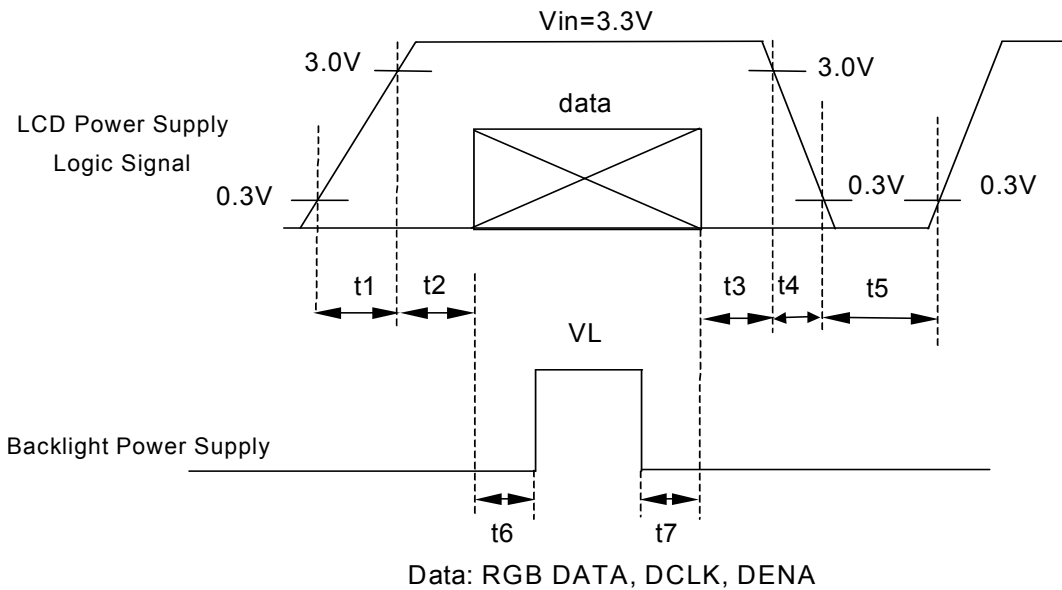 Vin=3.3V
3.0V
3.0V
data
LCD Power Supply
Logic Signal
0.3V
0.3V
0.3V
t1
t2
t3
t4
t5
VL
Backlight Power Supply
t6
t7
Data: RGB DATA, DCLK, DENA